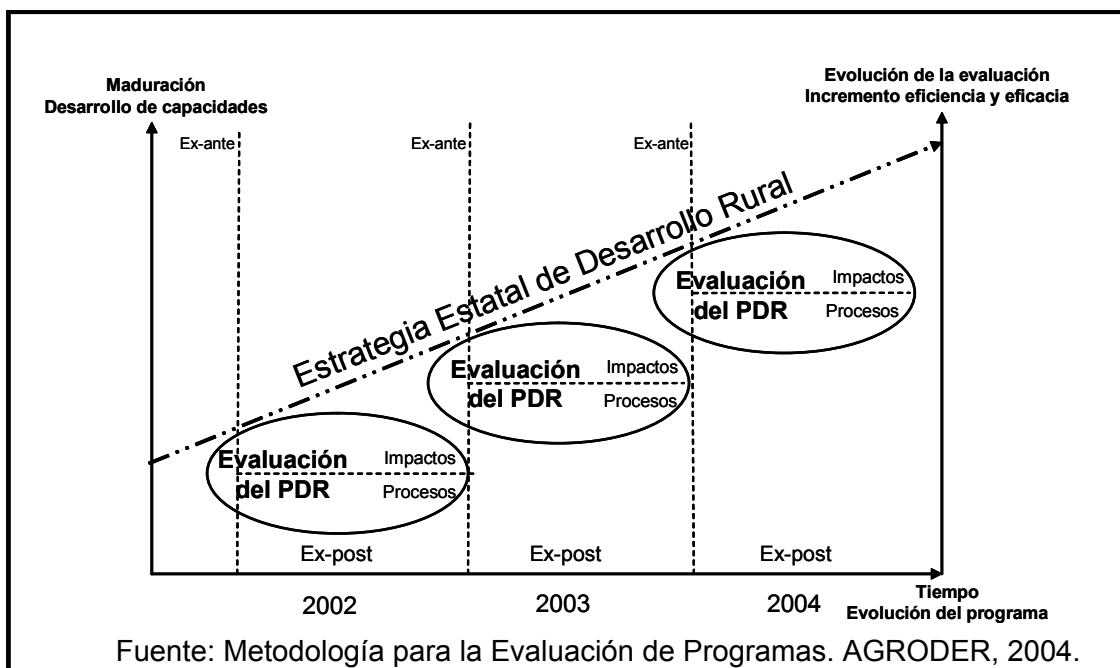 Maduración
Desarrollo de capacidades
Evolución de la evaluación
Incremento eficiencia y eficacia
Ex-ante
Ex-ante
Ex-ante
Estrategia Estatal de Desarrollo Rural
Evaluación
del PDR
Impactos
Procesos
Evaluación
del PDR
Impactos
Procesos
Evaluación
del PDR
Impactos
Procesos
Ex-post
Ex-post
Ex-post
2002
2003
2004
Tiempo
Evolución del programa
Fuente: Metodología para la Evaluación de Programas. AGRODER, 2004.